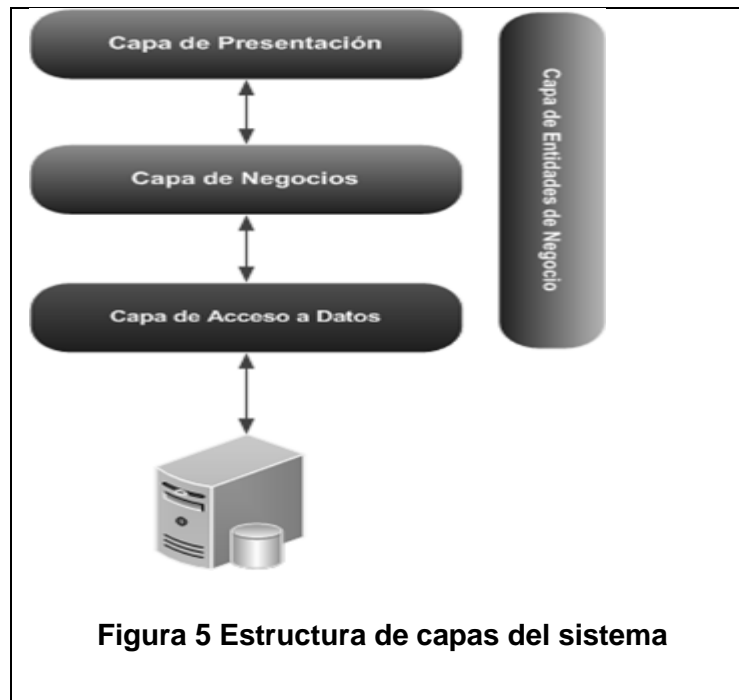 Capa de Presentación
Capa de Negocios
Capa de Acceso a Datos
Capa de Entidades de Negocio
Figura 5 Estructura de capas del sistema